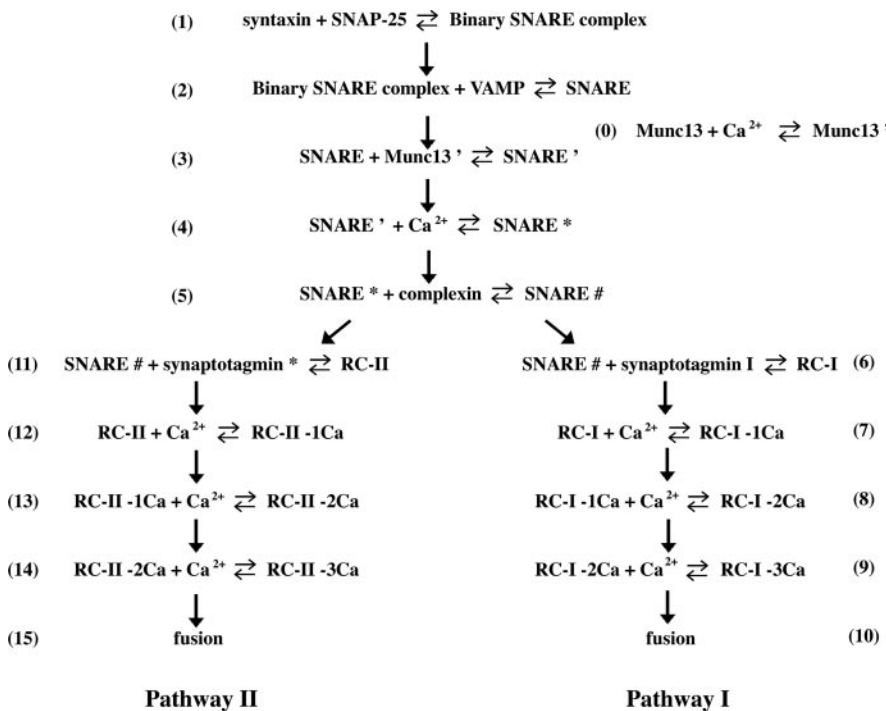 (1) syntaxin + SNAP-25 ⇄ Binary SNARE complex
(2) Binary SNARE complex + VAMP ⇄ SNARE
(0) Munc13 + Ca2+ ⇄ Munc13 '
(3) SNARE + Munc13 ' ⇄ SNARE '
(4) SNARE ' + Ca2+ ⇄ SNARE *
(5) SNARE * + complexin ⇄ SNARE #
(11) SNARE # + synaptotagmin * ⇄ RC-II
SNARE # + synaptotagmin I ⇄ RC-I (6)
(12) RC-II + Ca2+ ⇄ RC-II -1Ca
RC-I + Ca2+ ⇄ RC-I -1Ca (7)
(13) RC-II -1Ca + Ca2+ ⇄ RC-II -2Ca
RC-I -1Ca + Ca2+ ⇄ RC-I -2Ca (8)
(14) RC-II -2Ca + Ca2+ ⇄ RC-II -3Ca
RC-I -2Ca + Ca2+ ⇄ RC-I -3Ca (9)
(15) fusion
fusion (10)
Pathway II
Pathway I